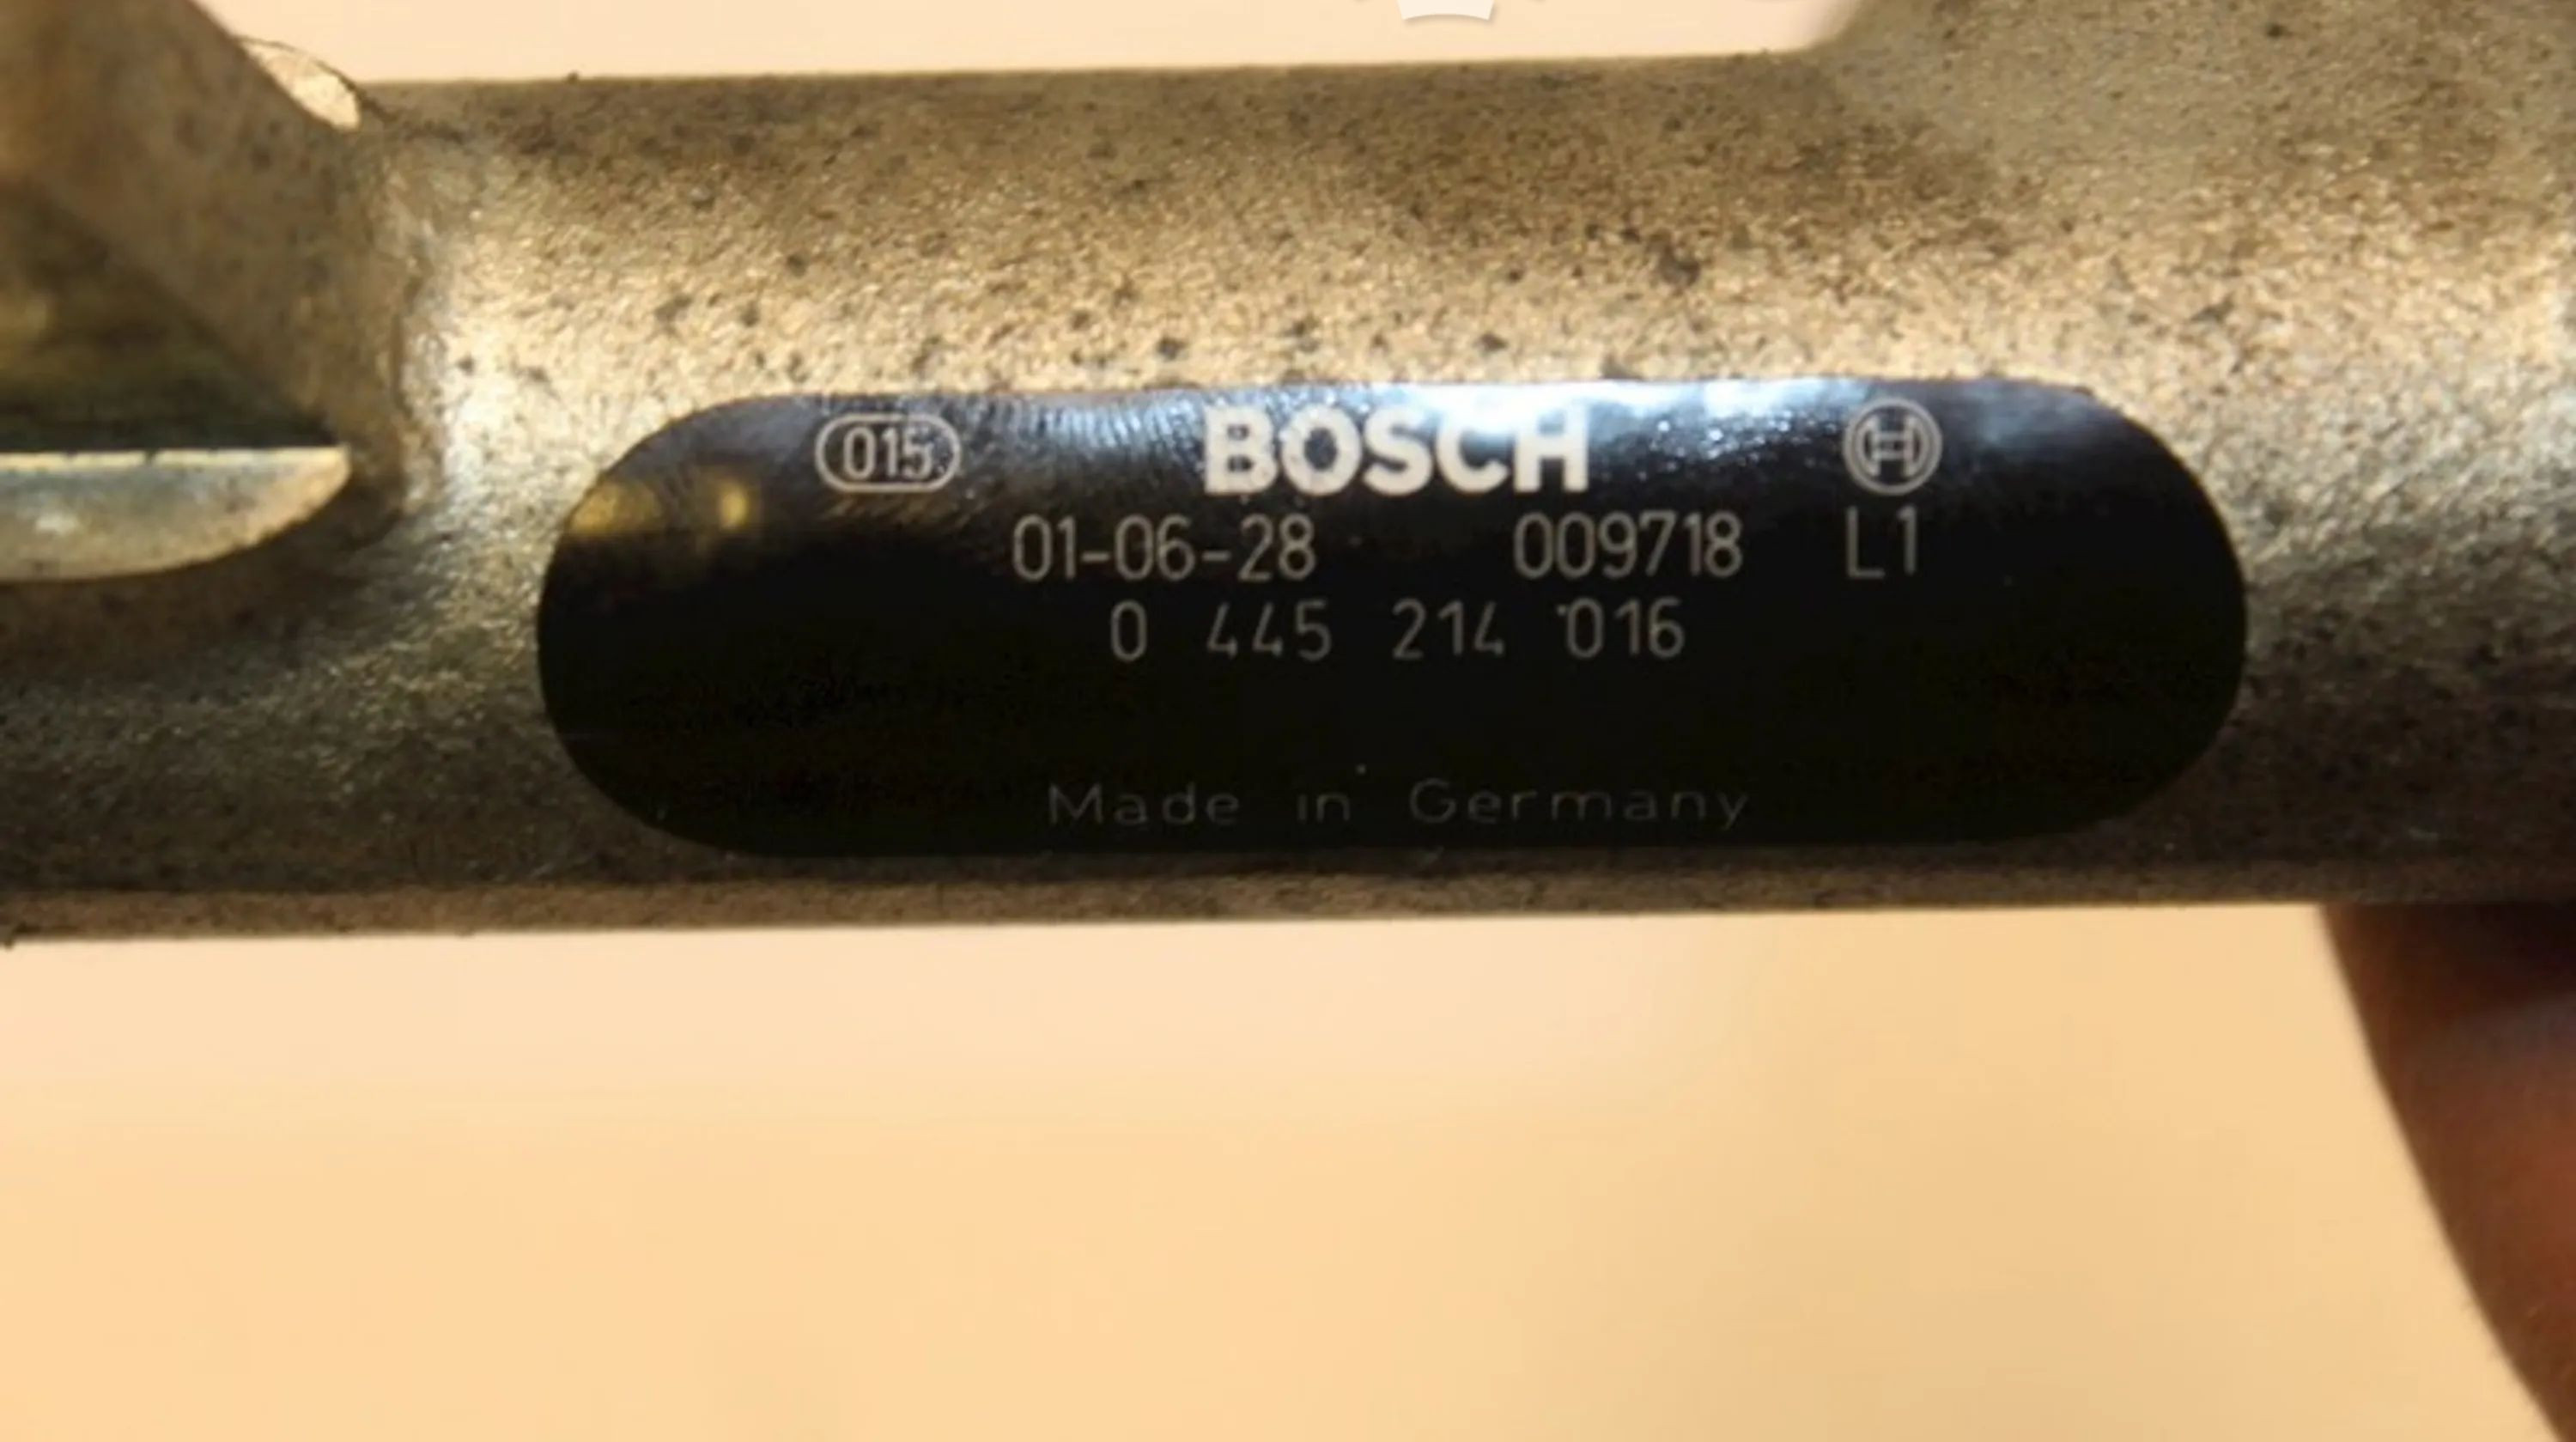 015 BOSCH
01-06-28 009718 L1
0 445 214 016
Made in Germany